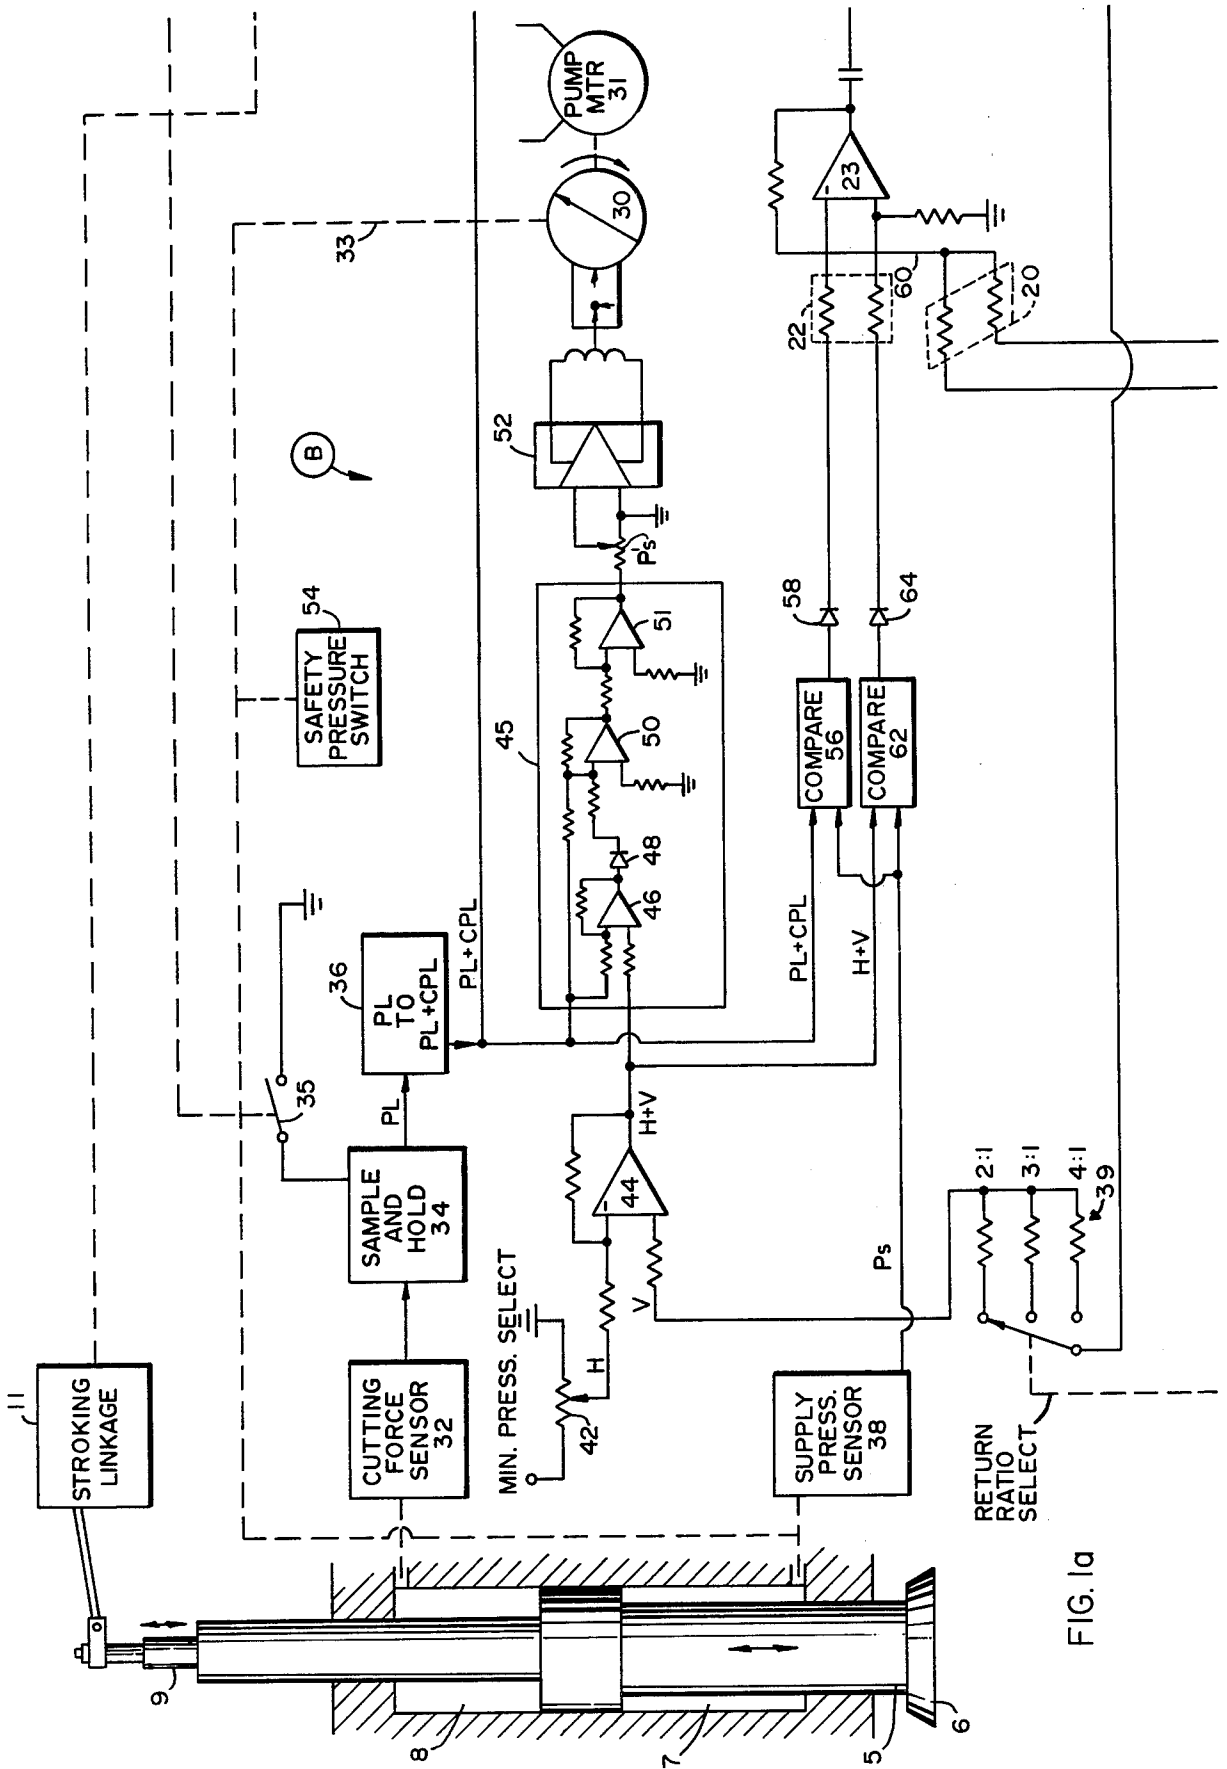 11
STROKING
LINKAGE
9
8
7
5
6
CUTTING
FORCE
SENSOR
32
SAMPLE
AND
HOLD
34
35
PL
36
PL
TO
PL+CPL
PL+CPL
SAFETY
PRESSURE
SWITCH
54
B
33
MIN. PRESS. SELECT
42
H
V
44
H+V
45
46
48
50
51
P's
52
30
PUMP
MTR
31
SUPPLY
PRESS.
SENSOR
38
Ps
PL+CPL
H+V
COMPARE
56
COMPARE
62
58
64
22
60
23
20
RETURN
RATIO
SELECT
2:1
3:1
4:1
39
FIG. 1a